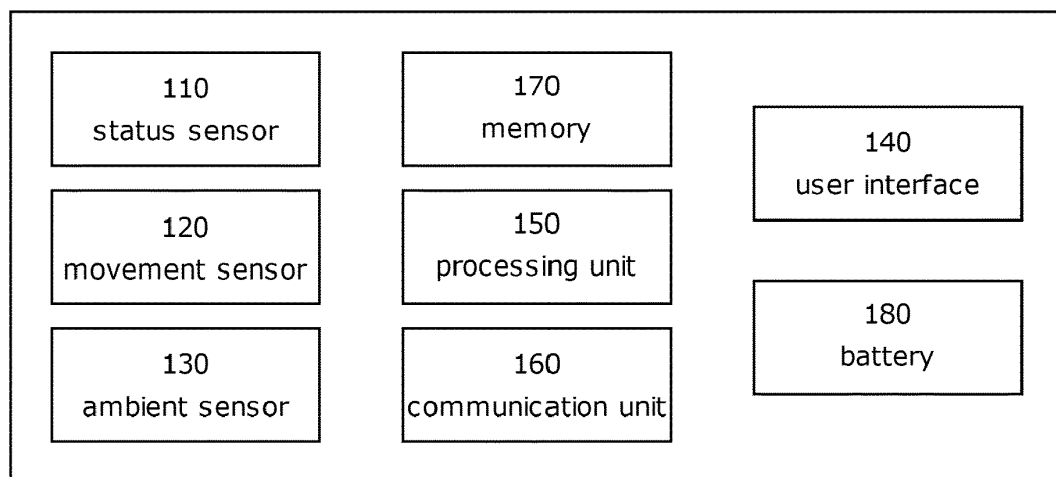 110
status sensor
120
movement sensor
130
ambient sensor
170
memory
150
processing unit
160
communication unit
140
user interface
180
battery